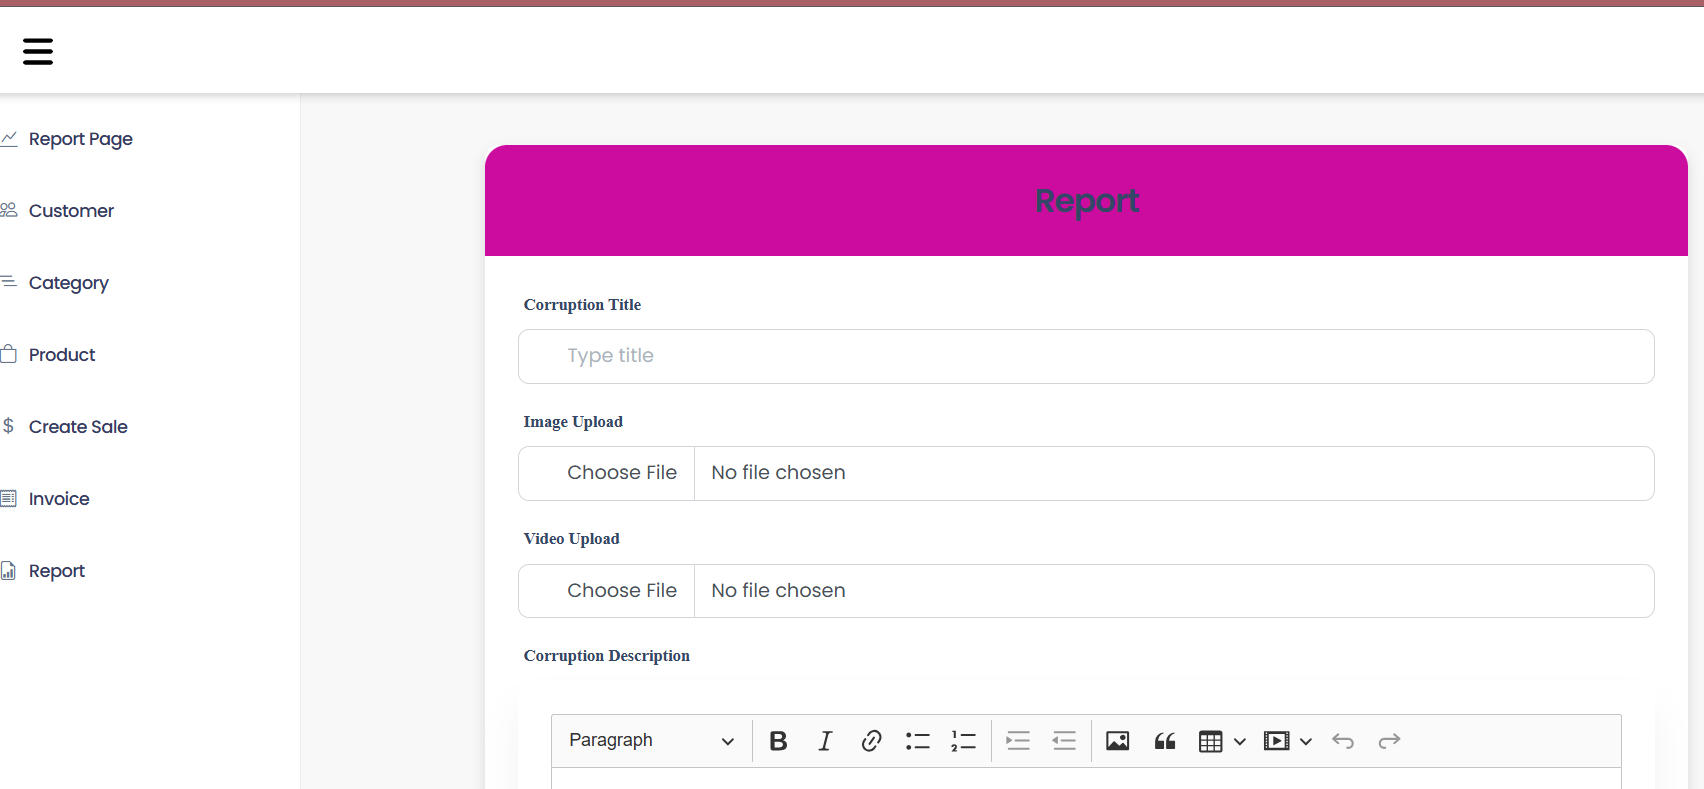 Report Page
Customer
Category
Product
Create Sale
Invoice
Report
Report
Corruption Title
Type title
Image Upload
Choose File No file chosen
Video Upload
Choose File No file chosen
Corruption Description
Paragraph